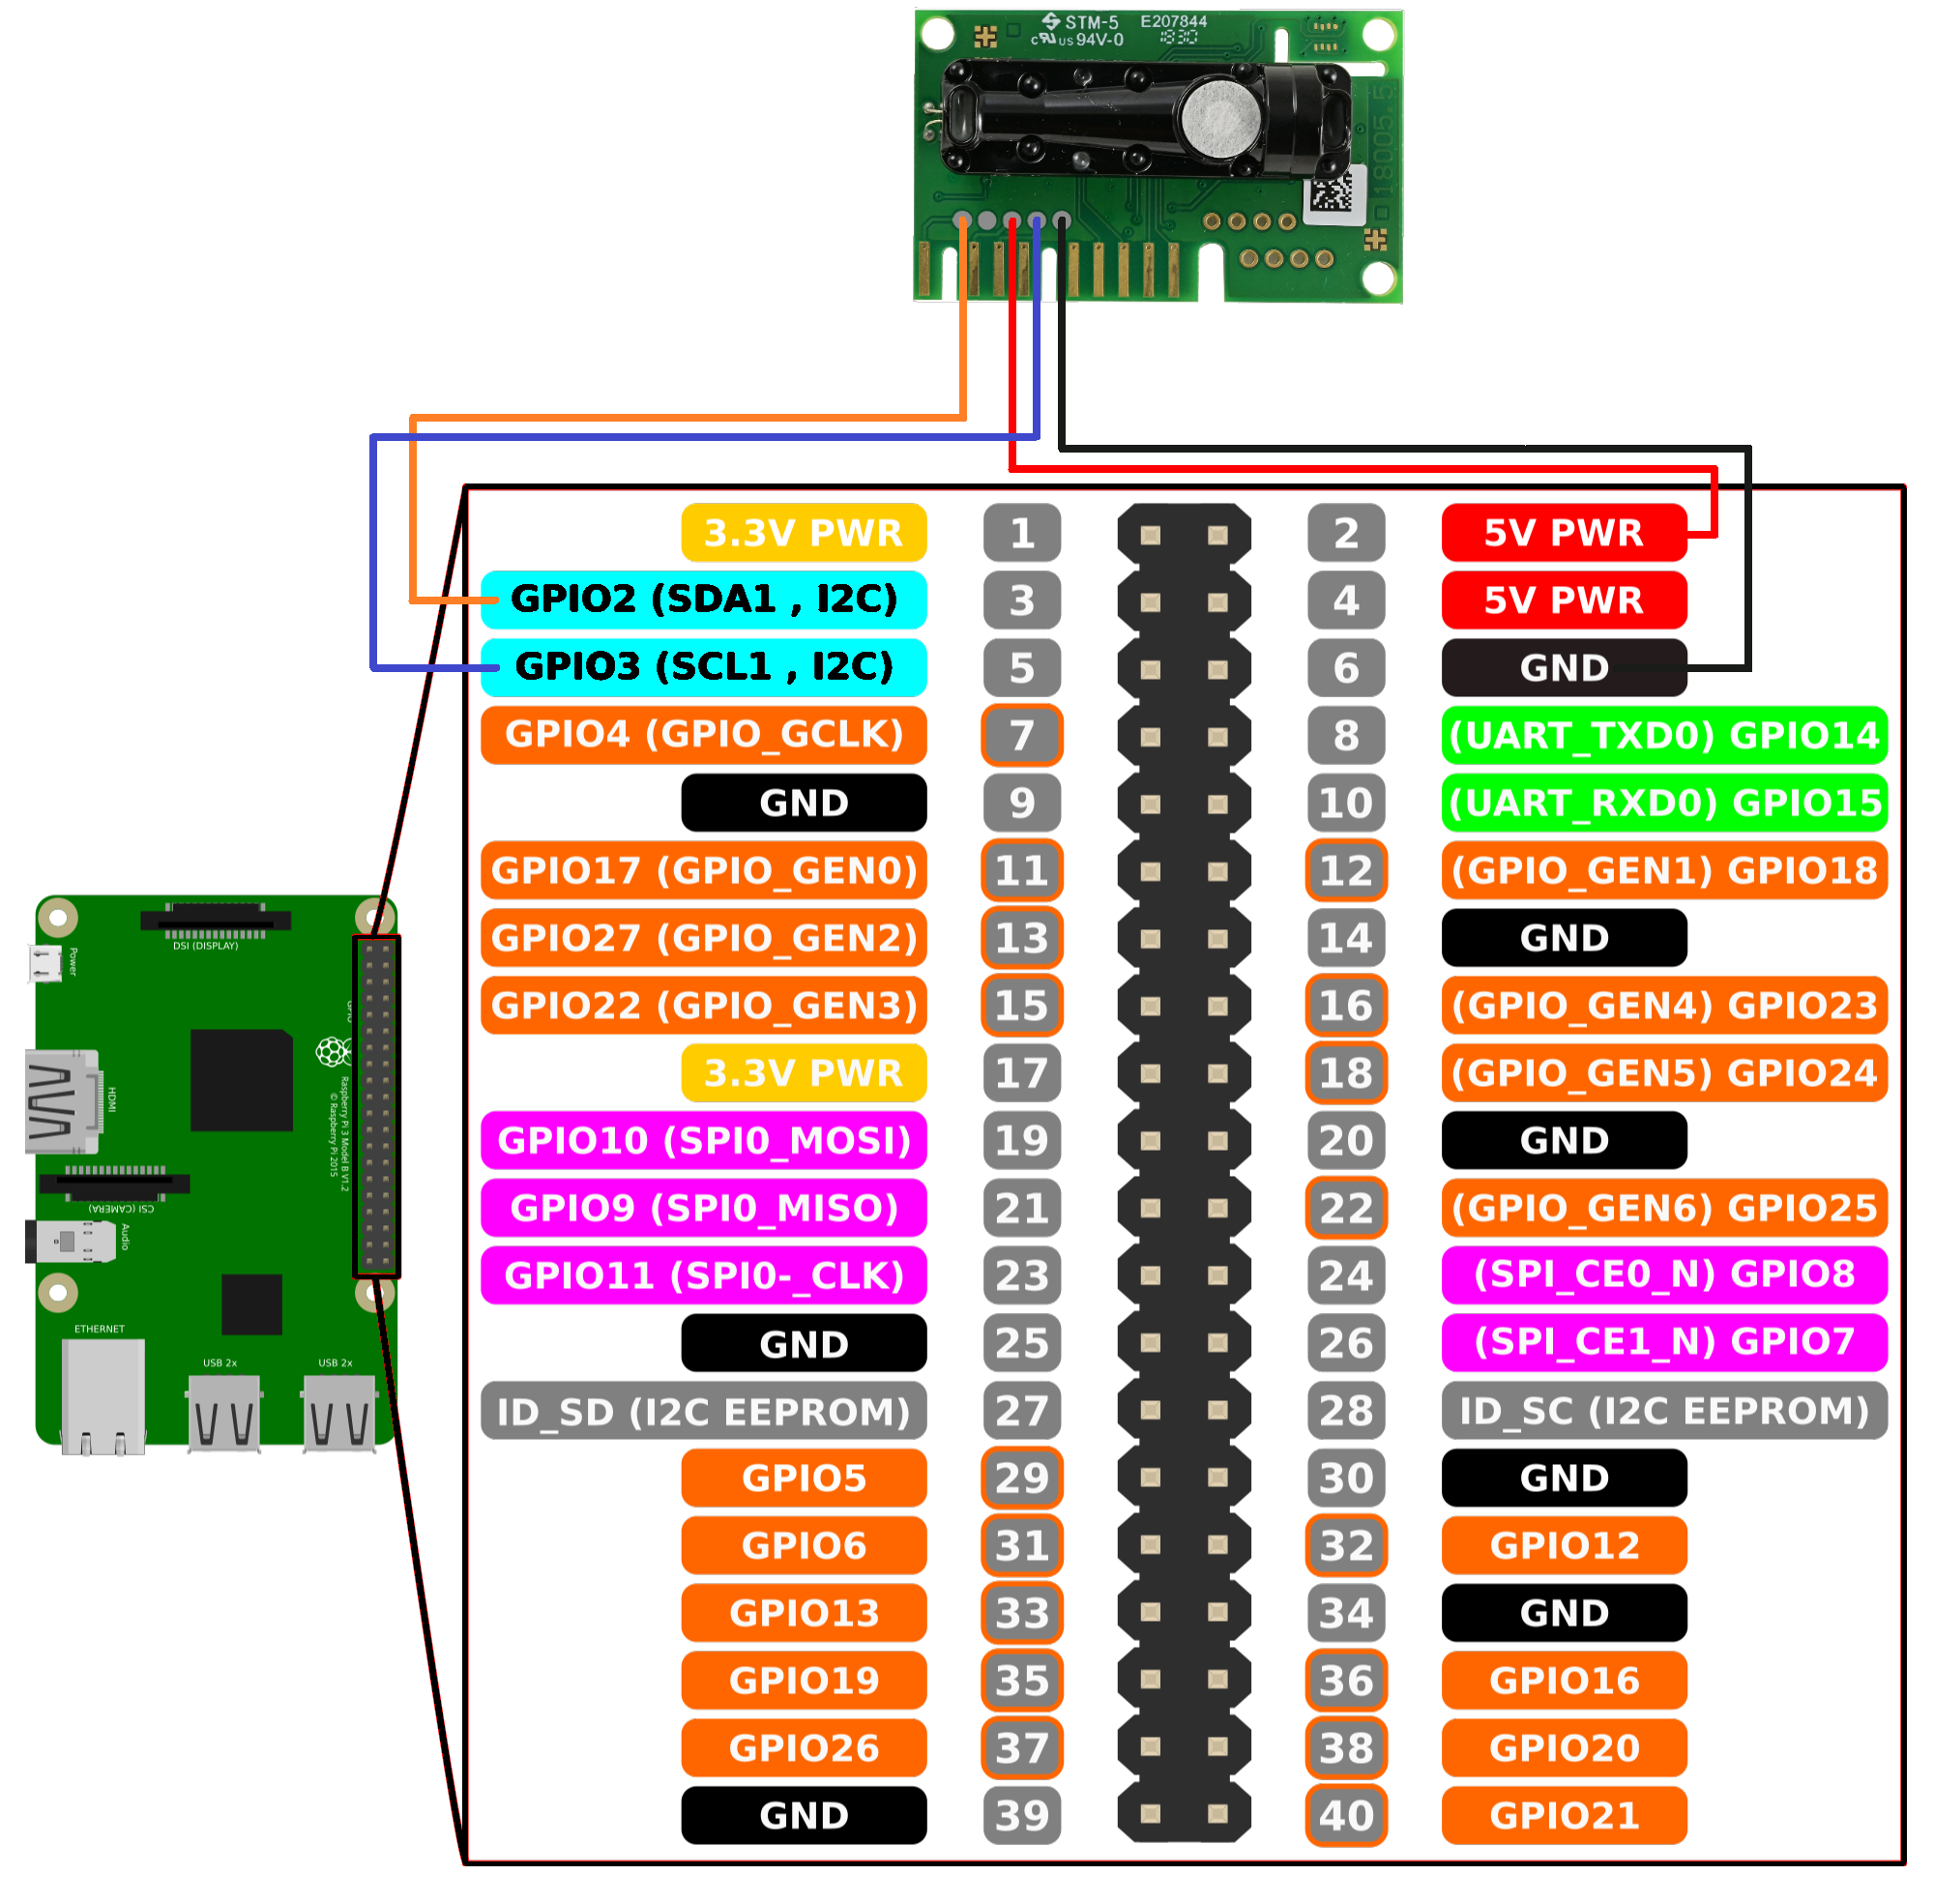 STM-5 E207844
c US 94V-0 1830
18005.5
3.3V PWR 1 2 5V PWR
GPIO2 (SDA1 , I2C) 3 4 5V PWR
GPIO3 (SCL1 , I2C) 5 6 GND
GPIO4 (GPIO_GCLK) 7 8 (UART_TXD0) GPIO14
GND 9 10 (UART_RXD0) GPIO15
GPIO17 (GPIO_GEN0) 11 12 (GPIO_GEN1) GPIO18
GPIO27 (GPIO_GEN2) 13 14 GND
GPIO22 (GPIO_GEN3) 15 16 (GPIO_GEN4) GPIO23
3.3V PWR 17 18 (GPIO_GEN5) GPIO24
GPIO10 (SPI0_MOSI) 19 20 GND
GPIO9 (SPI0_MISO) 21 22 (GPIO_GEN6) GPIO25
GPIO11 (SPI0-_CLK) 23 24 (SPI_CE0_N) GPIO8
GND 25 26 (SPI_CE1_N) GPIO7
ID_SD (I2C EEPROM) 27 28 ID_SC (I2C EEPROM)
GPIO5 29 30 GND
GPIO6 31 32 GPIO12
GPIO13 33 34 GND
GPIO19 35 36 GPIO16
GPIO26 37 38 GPIO20
GND 39 40 GPIO21
DSI (DISPLAY)
Power
GPIO
HDMI
Raspberry Pi 3 Model B V1.2
© Raspberry Pi 2015
CSI (CAMERA)
Audio
ETHERNET
USB 2x
USB 2x